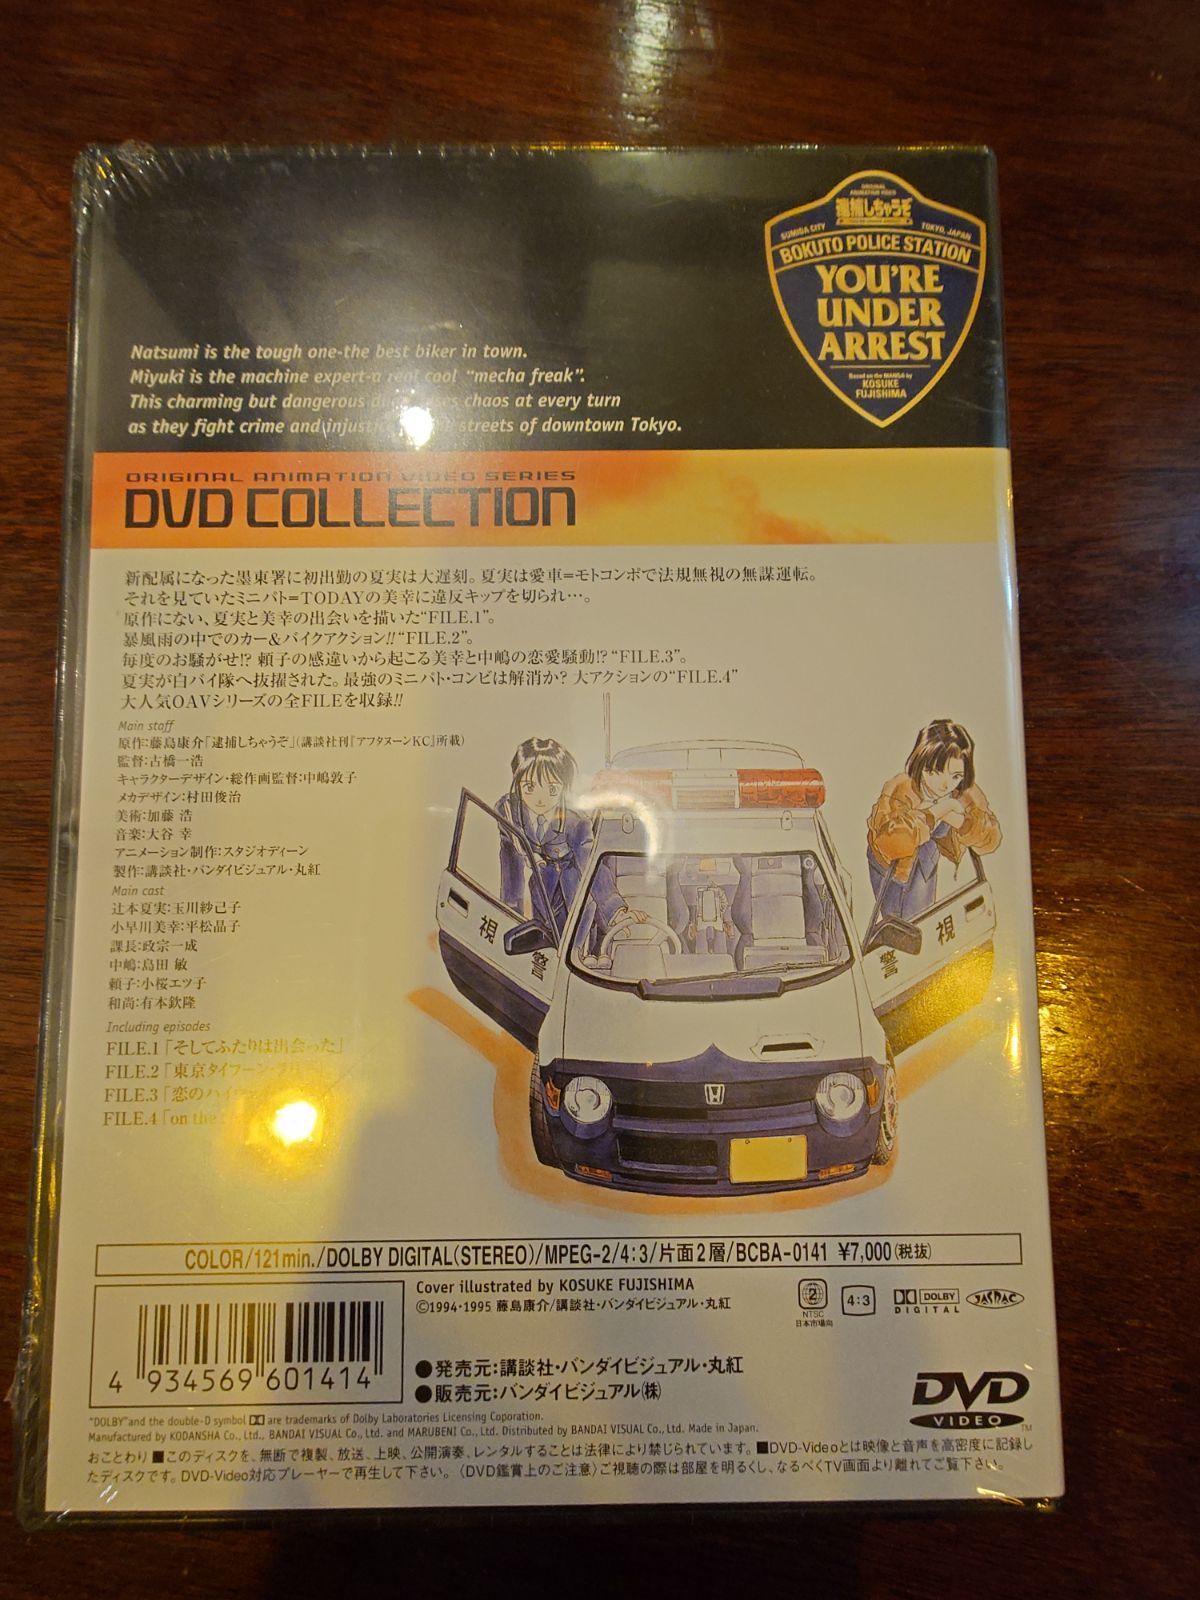 ORIGINAL
ANIMATION VIDEO
逮捕しちゃうぞ
SUMIDA CITY TOKYO, JAPAN
BOKUTO POLICE STATION
YOU'RE
UNDER
ARREST
Based on the MANGA by
KOSUKE
FUJISHIMA
Natsumi is the tough one-the best biker in town.
Miyuki is the machine expert-a real cool "mecha freak".
This charming but dangerous chaos at every turn
as they fight crime and injustice streets of downtown Tokyo.
ORIGINAL ANIMATION VIDEO SERIES
DVD COLLECTION
新配属になった墨東署に初出勤の夏実は大遅刻。夏実は愛車=モトコンポで法規無視の無謀運転。
それを見ていたミニパト=TODAYの美幸に違反キップを切られ…。
原作にない、夏実と美幸の出会いを描いた"FILE.1"。
暴風雨の中でのカー&バイクアクション!!"FILE.2"。
毎度のお騒がせ!? 頼子の感違いから起こる美幸と中嶋の恋愛騒動!?"FILE.3"。
夏実が白バイ隊へ抜擢された。最強のミニパト・コンビは解消か? 大アクションの"FILE.4"
大人気OAVシリーズの全FILEを収録!!
Main staff
原作:藤島康介「逮捕しちゃうぞ」(講談社刊『アフタヌーンKC』所載)
監督:古橋一浩
キャラクターデザイン・総作画監督:中嶋敦子
メカデザイン:村田俊治
美術:加藤 浩
音楽:大谷 幸
アニメーション制作:スタジオディーン
製作:講談社・バンダイビジュアル・丸紅
Main cast
辻本夏実:玉川紗己子
小早川美幸:平松晶子
課長:政宗一成
中嶋:島田 敏
頼子:小桜エツ子
和尚:有本欽隆
Including episodes
FILE.1「そしてふたりは出会った」
FILE.2「東京タイフーン・
FILE.3「恋のハイ
FILE.4「on the
視 警
警 視
COLOR/121min./DOLBY DIGITAL(STEREO)/MPEG-2/4:3/片面2層/BCBA-0141 ¥7,000(税抜)
Cover illustrated by KOSUKE FUJISHIMA
©1994・1995 藤島康介/講談社・バンダイビジュアル・丸紅
2
NTSC
日本市場向
4:3
DOLBY
DIGITAL
JASRAC
4 934569 601414
●発売元:講談社・バンダイビジュアル・丸紅
●販売元:バンダイビジュアル(株)
DVD
VIDEO
TM
"DOLBY"and the double-D symbol are trademarks of Dolby Laboratories Licensing Coporation.
Manufactured by KODANSHA Co., Ltd., BANDAI VISUAL Co., Ltd. and MARUBENI Co., Ltd. Distributed by BANDAI VISUAL Co., Ltd. Made in Japan.
おことわり■このディスクを、無断で複製、放送、上映、公開演奏、レンタルすることは法律により禁じられています。■DVD-Videoとは映像と音声を高密度に記録し
たディスクです。DVD-Video対応プレーヤーで再生して下さい。〈DVD鑑賞上のご注意〉ご視聴の際は部屋を明るくし、なるべくTV画面より離れてご覧下さい。